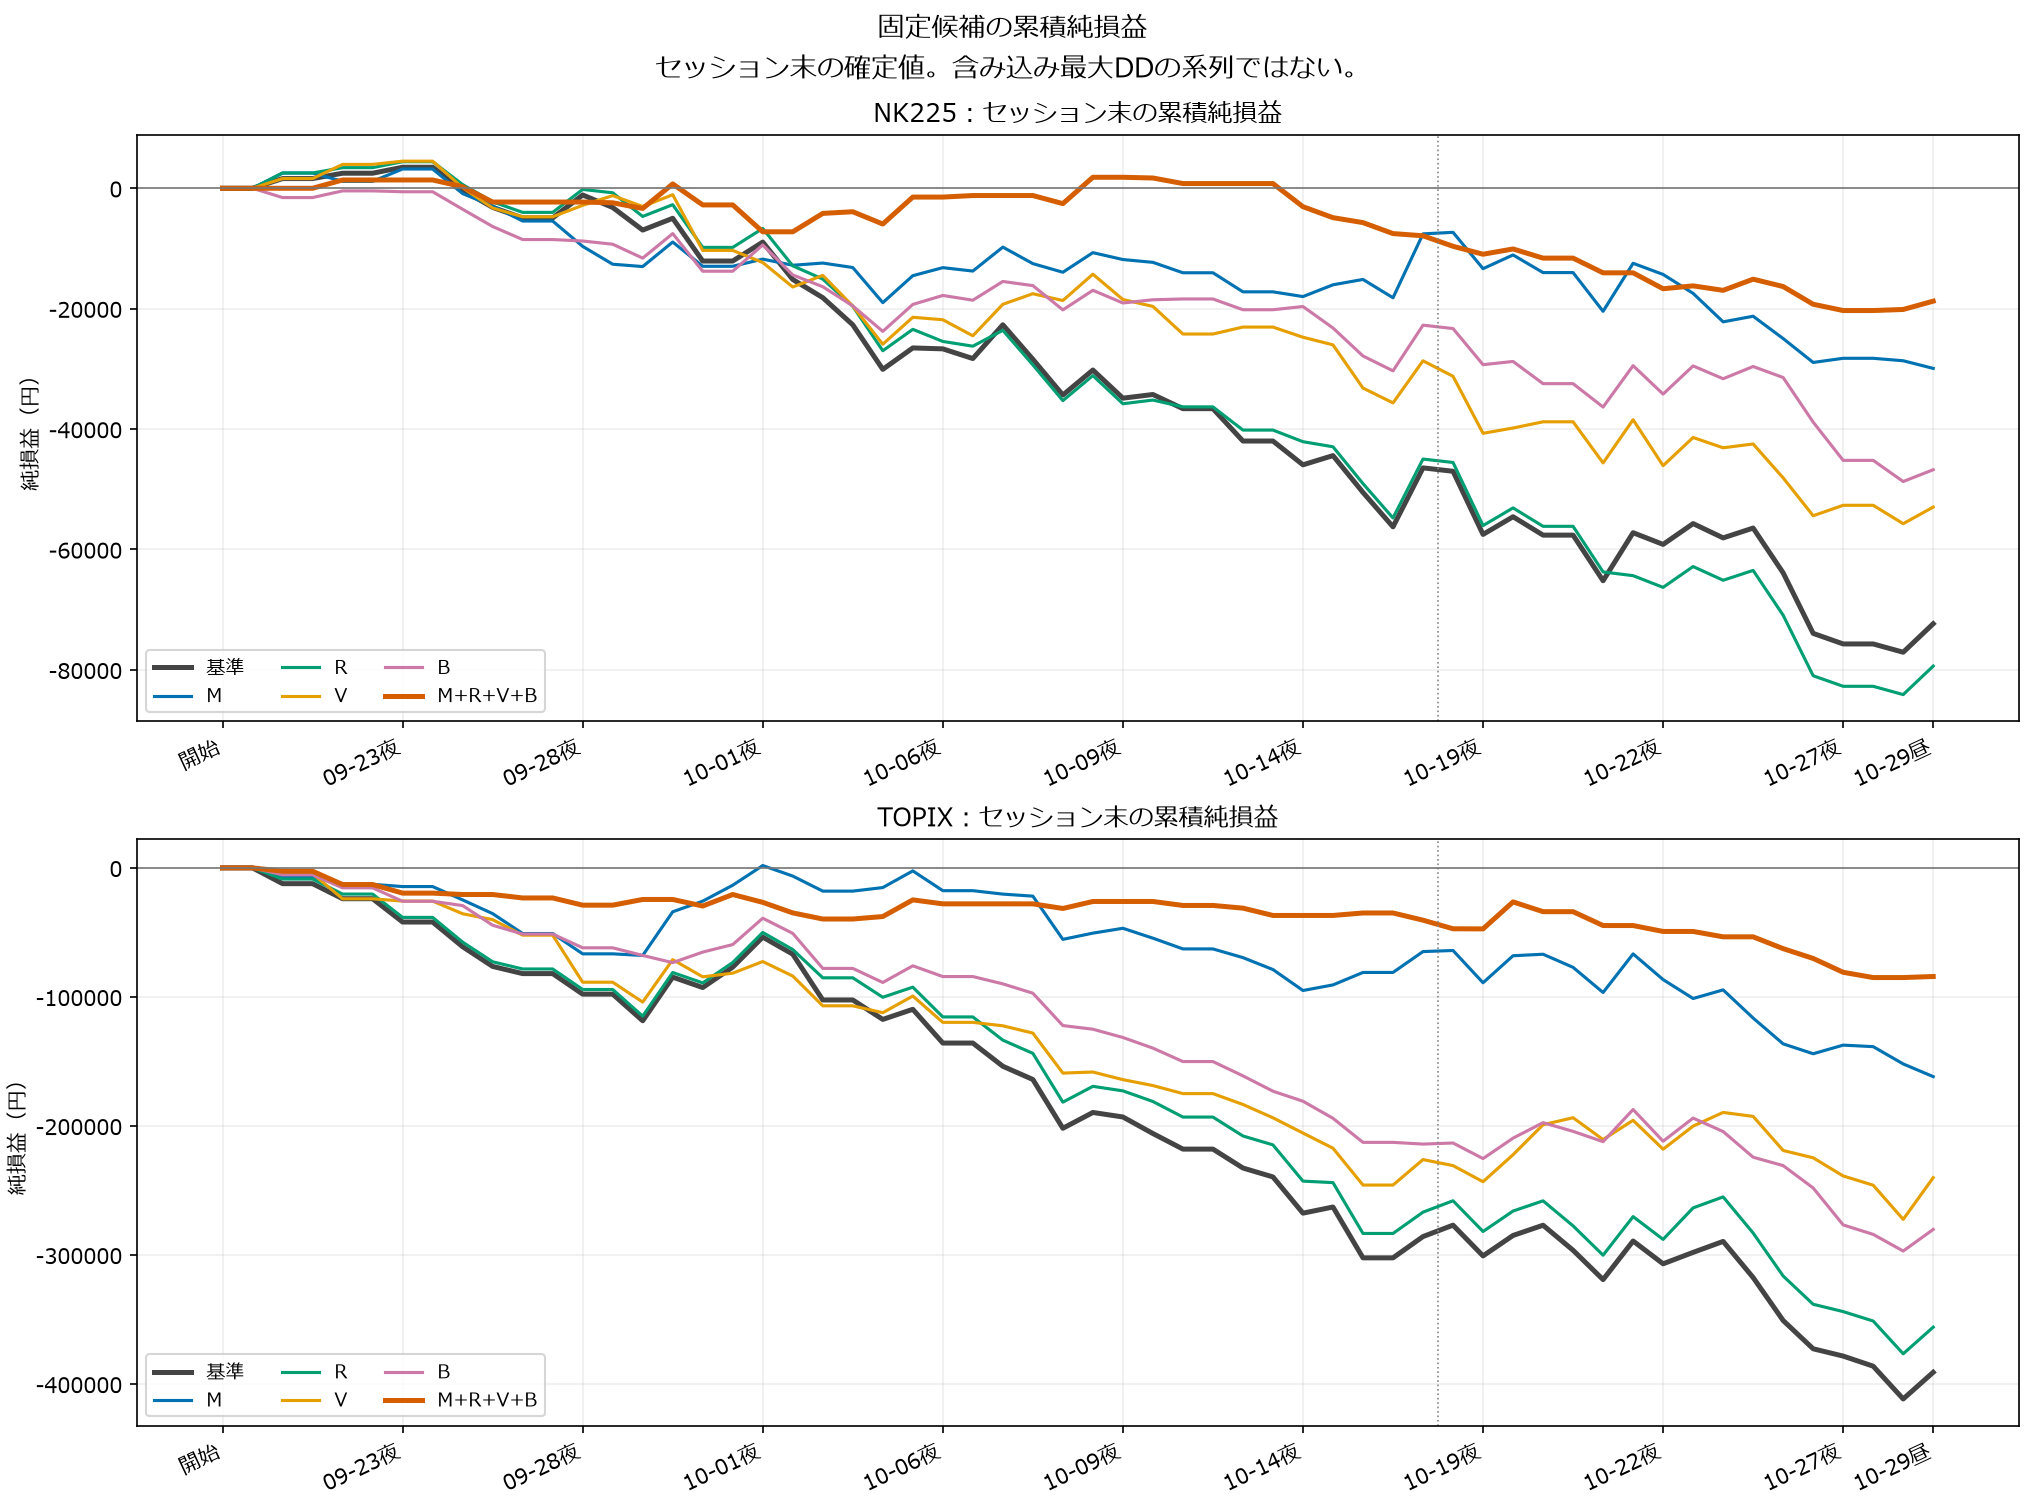 固定候補の累積純損益
セッション末の確定値。含み込み最大DDの系列ではない。
NK225：セッション末の累積純損益
純損益（円）
0
-20000
-40000
-60000
-80000
基準 R B
M V M+R+V+B
開始 09-23夜 09-28夜 10-01夜 10-06夜 10-09夜 10-14夜 10-19夜 10-22夜 10-27夜 10-29昼
TOPIX：セッション末の累積純損益
純損益（円）
0
-100000
-200000
-300000
-400000
基準 R B
M V M+R+V+B
開始 09-23夜 09-28夜 10-01夜 10-06夜 10-09夜 10-14夜 10-19夜 10-22夜 10-27夜 10-29昼